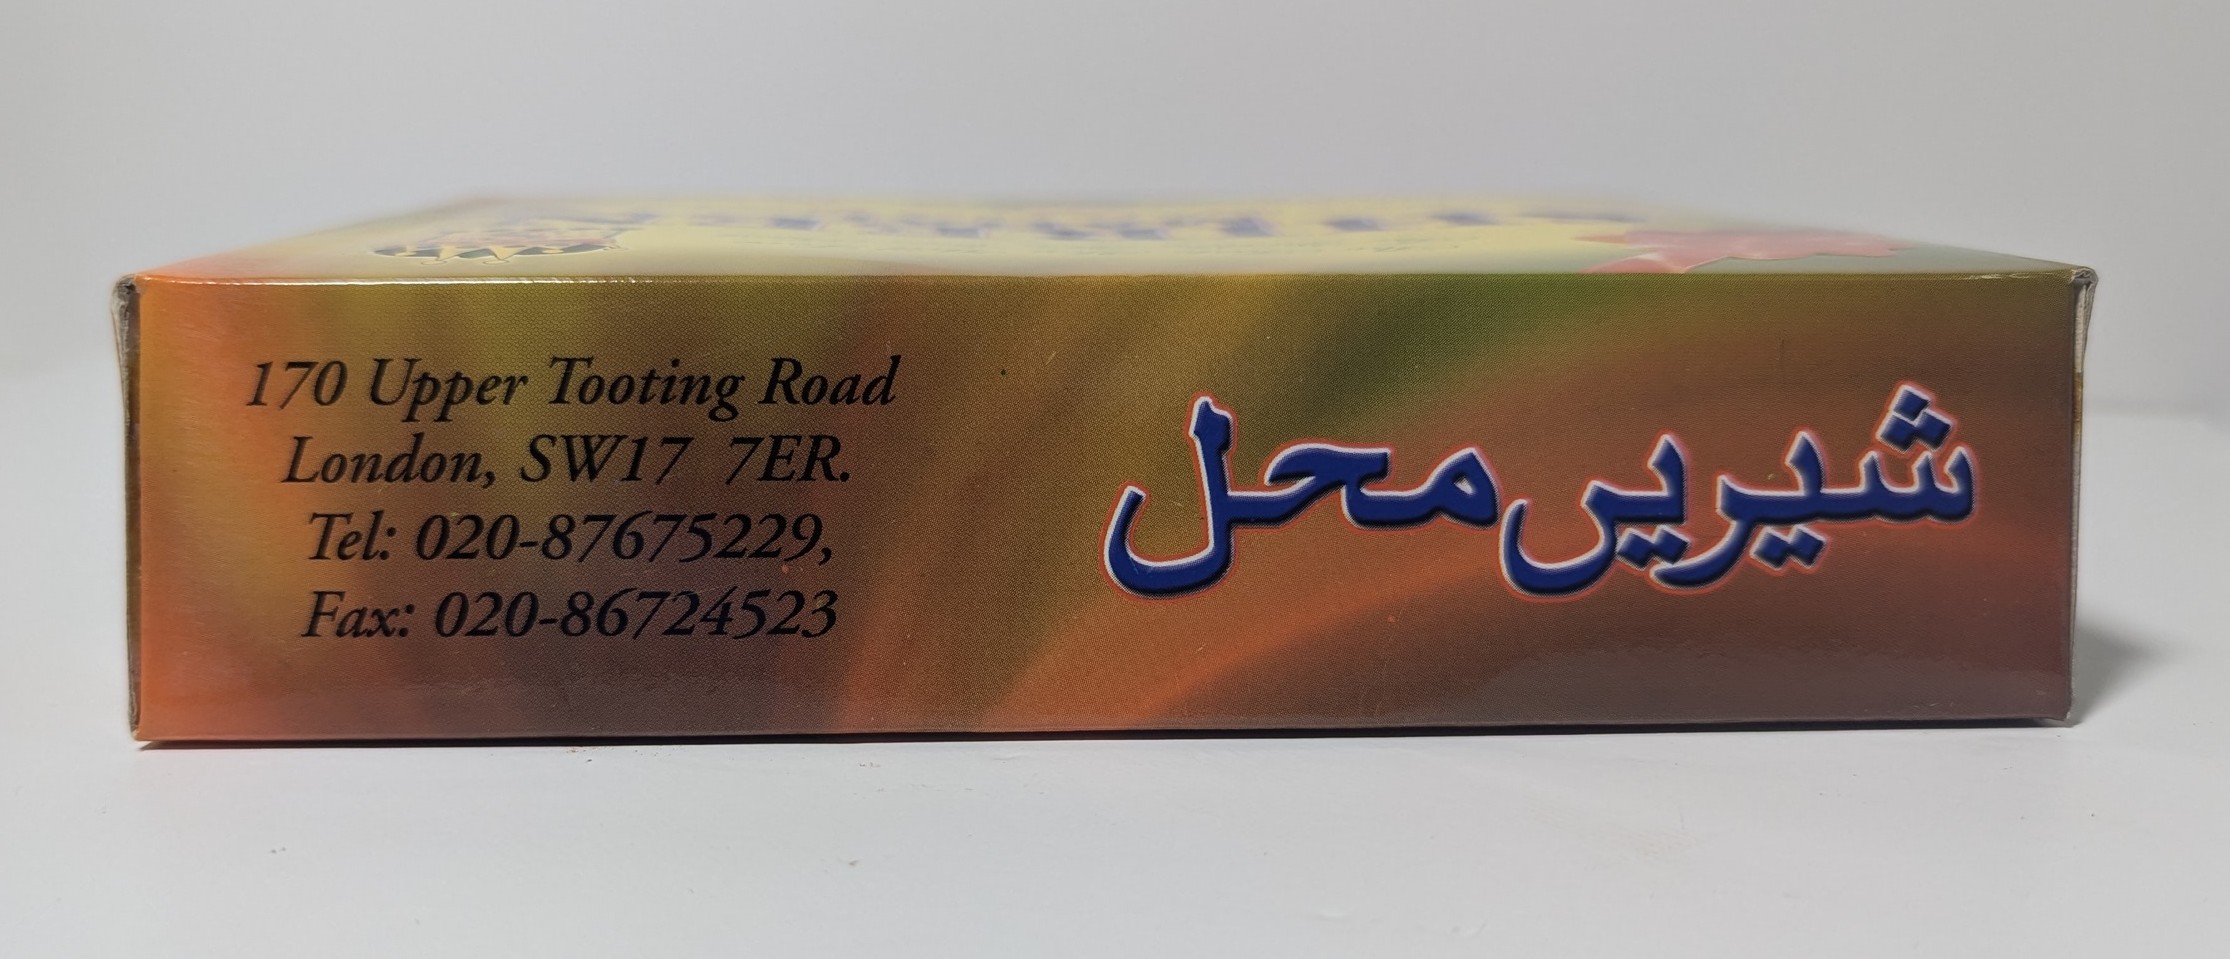 170 Upper Tooting Road
London, SW17 7ER.
Tel: 020-87675229,
Fax: 020-86724523
شیریں محل